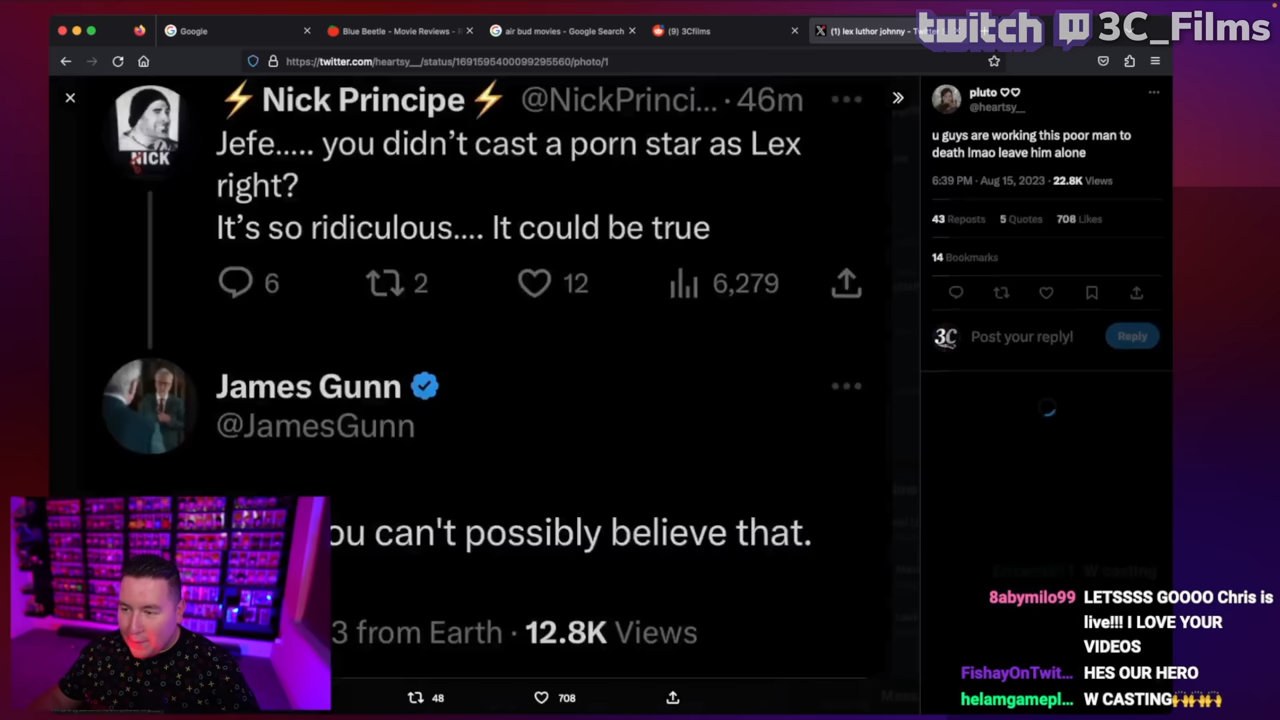 twitch 3C_Films
Google
Blue Beetle - Movie Reviews -
air bud movies - Google Search
(9) 3Cfilms
(1) lex luthor johnny - Twitter
https://twitter.com/heartsy__/status/1691595400099295560/photo/1
NICK
⚡ Nick Principe ⚡ @NickPrinci... · 46m
Jefe..... you didn't cast a porn star as Lex
right?
It's so ridiculous.... It could be true
6 2 12 6,279
James Gunn
@JamesGunn
ou can't possibly believe that.
3 from Earth · 12.8K Views
48 708
pluto ♡♡
@heartsy__
u guys are working this poor man to
death lmao leave him alone
6:39 PM · Aug 15, 2023 · 22.8K Views
43 Reposts 5 Quotes 708 Likes
14 Bookmarks
3C Post your reply! Reply
W casting
8abymilo99 LETSSSS GOOOO Chris is
live!!! I LOVE YOUR
VIDEOS
FishayOnTwit... HES OUR HERO
helamgamepl... W CASTING🙌🙌🙌